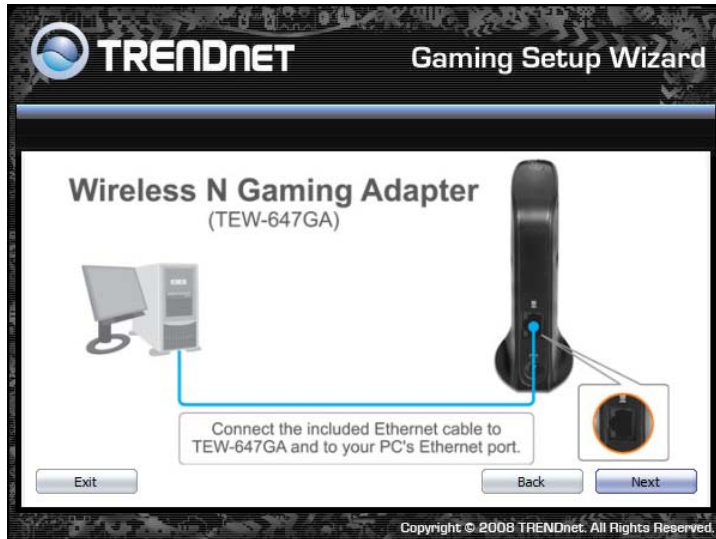 TRENDnet
Gaming Setup Wizard
Wireless N Gaming Adapter
(TEW-647GA)
Connect the included Ethernet cable to
TEW-647GA and to your PC's Ethernet port.
Exit
Back
Next
Copyright © 2008 TRENDnet. All Rights Reserved.